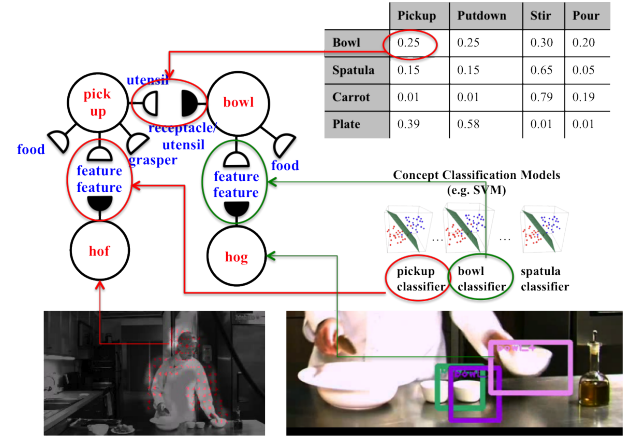 Pickup Putdown Stir Pour
Bowl 0.25 0.25 0.30 0.20
Spatula 0.15 0.15 0.65 0.05
Carrot 0.01 0.01 0.79 0.19
Plate 0.39 0.58 0.01 0.01
utensil
pick
up
bowl
receptacle/
utensil
food
grasper
food
feature
feature
feature
feature
Concept Classification Models
(e.g. SVM)
... ...
hof
hog
pickup
classifier
bowl
classifier
spatula
classifier